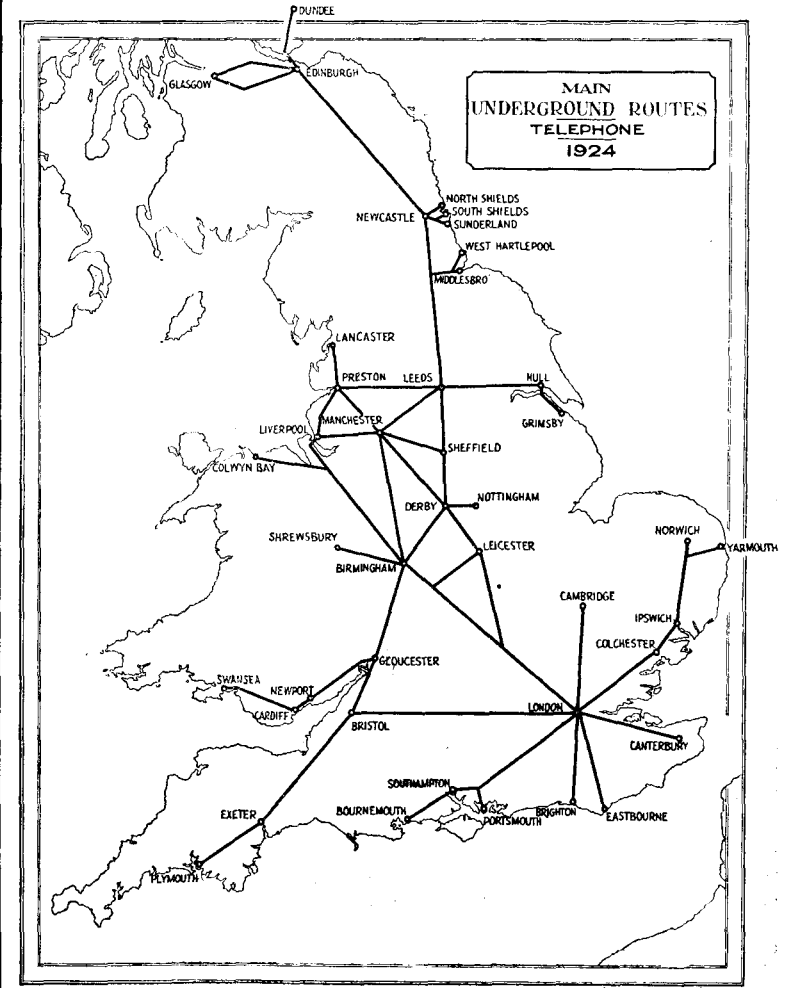 DUNDEE
GLASGOW
EDINBURGH
MAIN
UNDERGROUND ROUTES
TELEPHONE
1924
NORTH SHIELDS
SOUTH SHIELDS
NEWCASTLE
SUNDERLAND
WEST HARTLEPOOL
MIDDLESBRO
LANCASTER
PRESTON
LEEDS
HULL
GRIMSBY
MANCHESTER
LIVERPOOL
SHEFFIELD
COLWYN BAY
DERBY
NOTTINGHAM
NORWICH
SHREWSBURY
LEICESTER
YARMOUTH
BIRMINGHAM
CAMBRIDGE
IPSWICH
COLCHESTER
GLOUCESTER
SWANSEA
NEWPORT
CARDIFF
LONDON
BRISTOL
CANTERBURY
SOUTHAMPTON
BOURNEMOUTH
PORTSMOUTH
BRIGHTON
EASTBOURNE
EXETER
PLYMOUTH